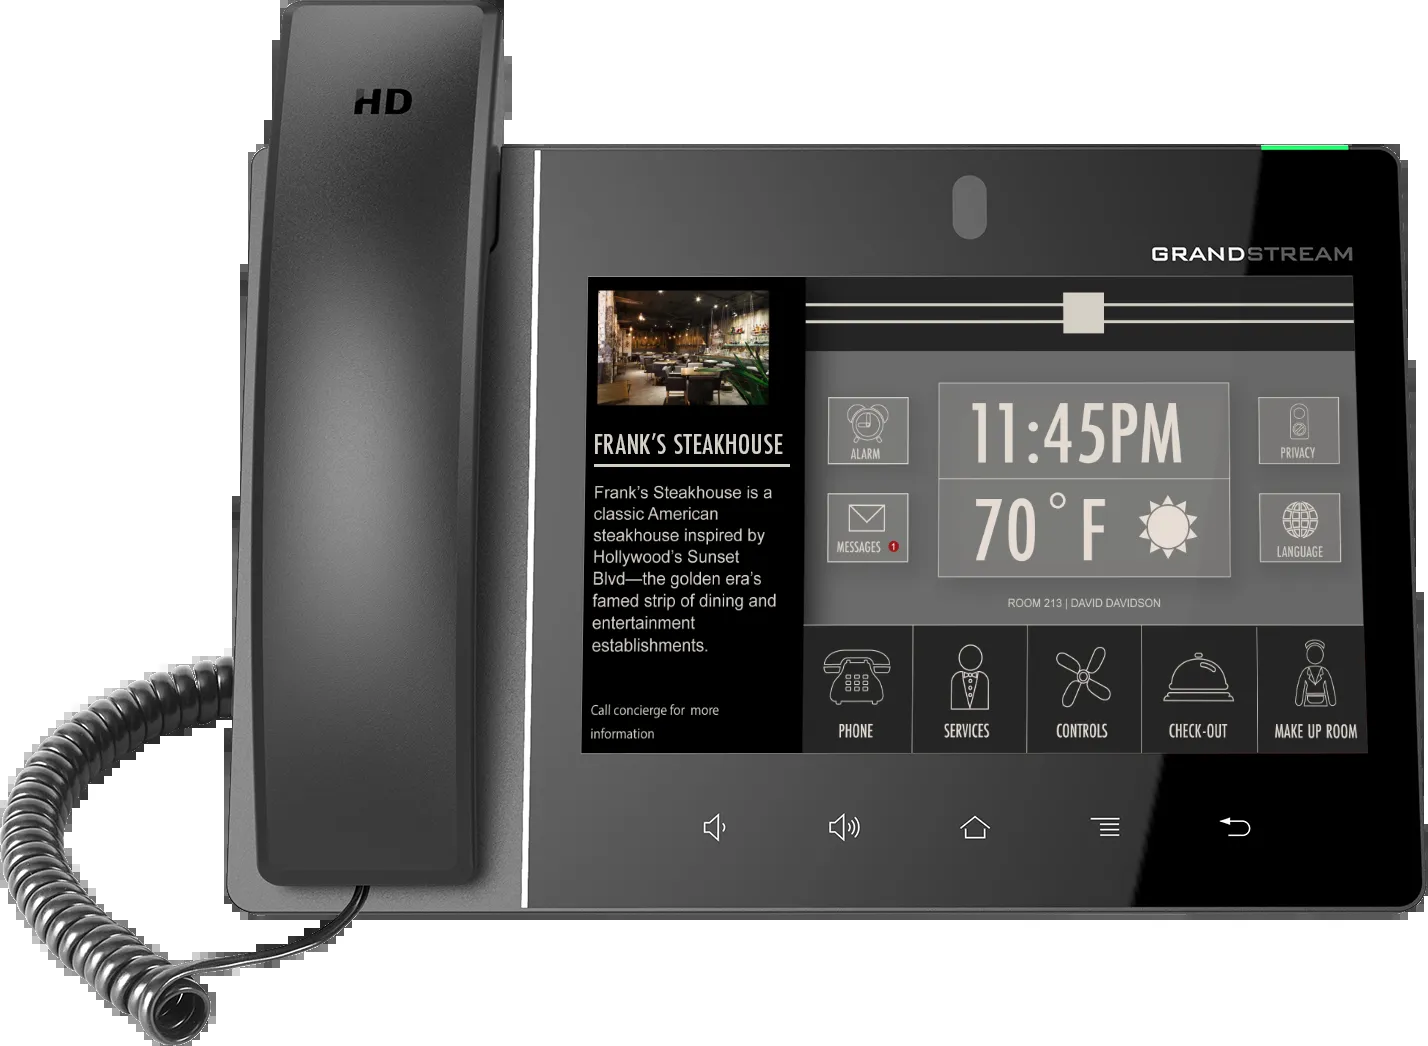 HD
GRANDSTREAM
FRANK'S STEAKHOUSE
Frank's Steakhouse is a
classic American
steakhouse inspired by
Hollywood's Sunset
Blvd—the golden era's
famed strip of dining and
entertainment
establishments.
Call concierge for more
information
ALARM
11:45PM
PRIVACY
MESSAGES 1
70° F
LANGUAGE
ROOM 213 | DAVID DAVIDSON
PHONE
SERVICES
CONTROLS
CHECK-OUT
MAKE UP ROOM